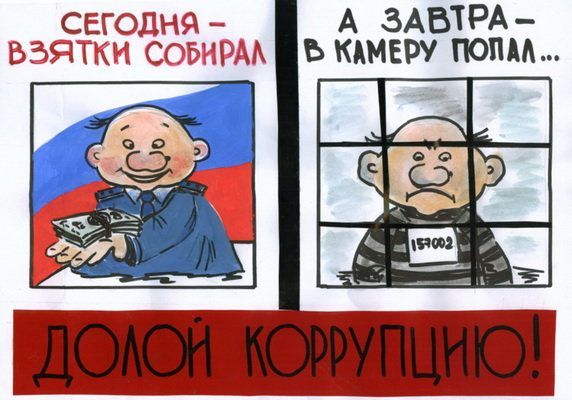 СЕГОДНЯ –
ВЗЯТКИ СОБИРАЛ
А ЗАВТРА –
В КАМЕРУ ПОПАЛ...
157002
ДОЛОЙ КОРРУПЦИЮ!